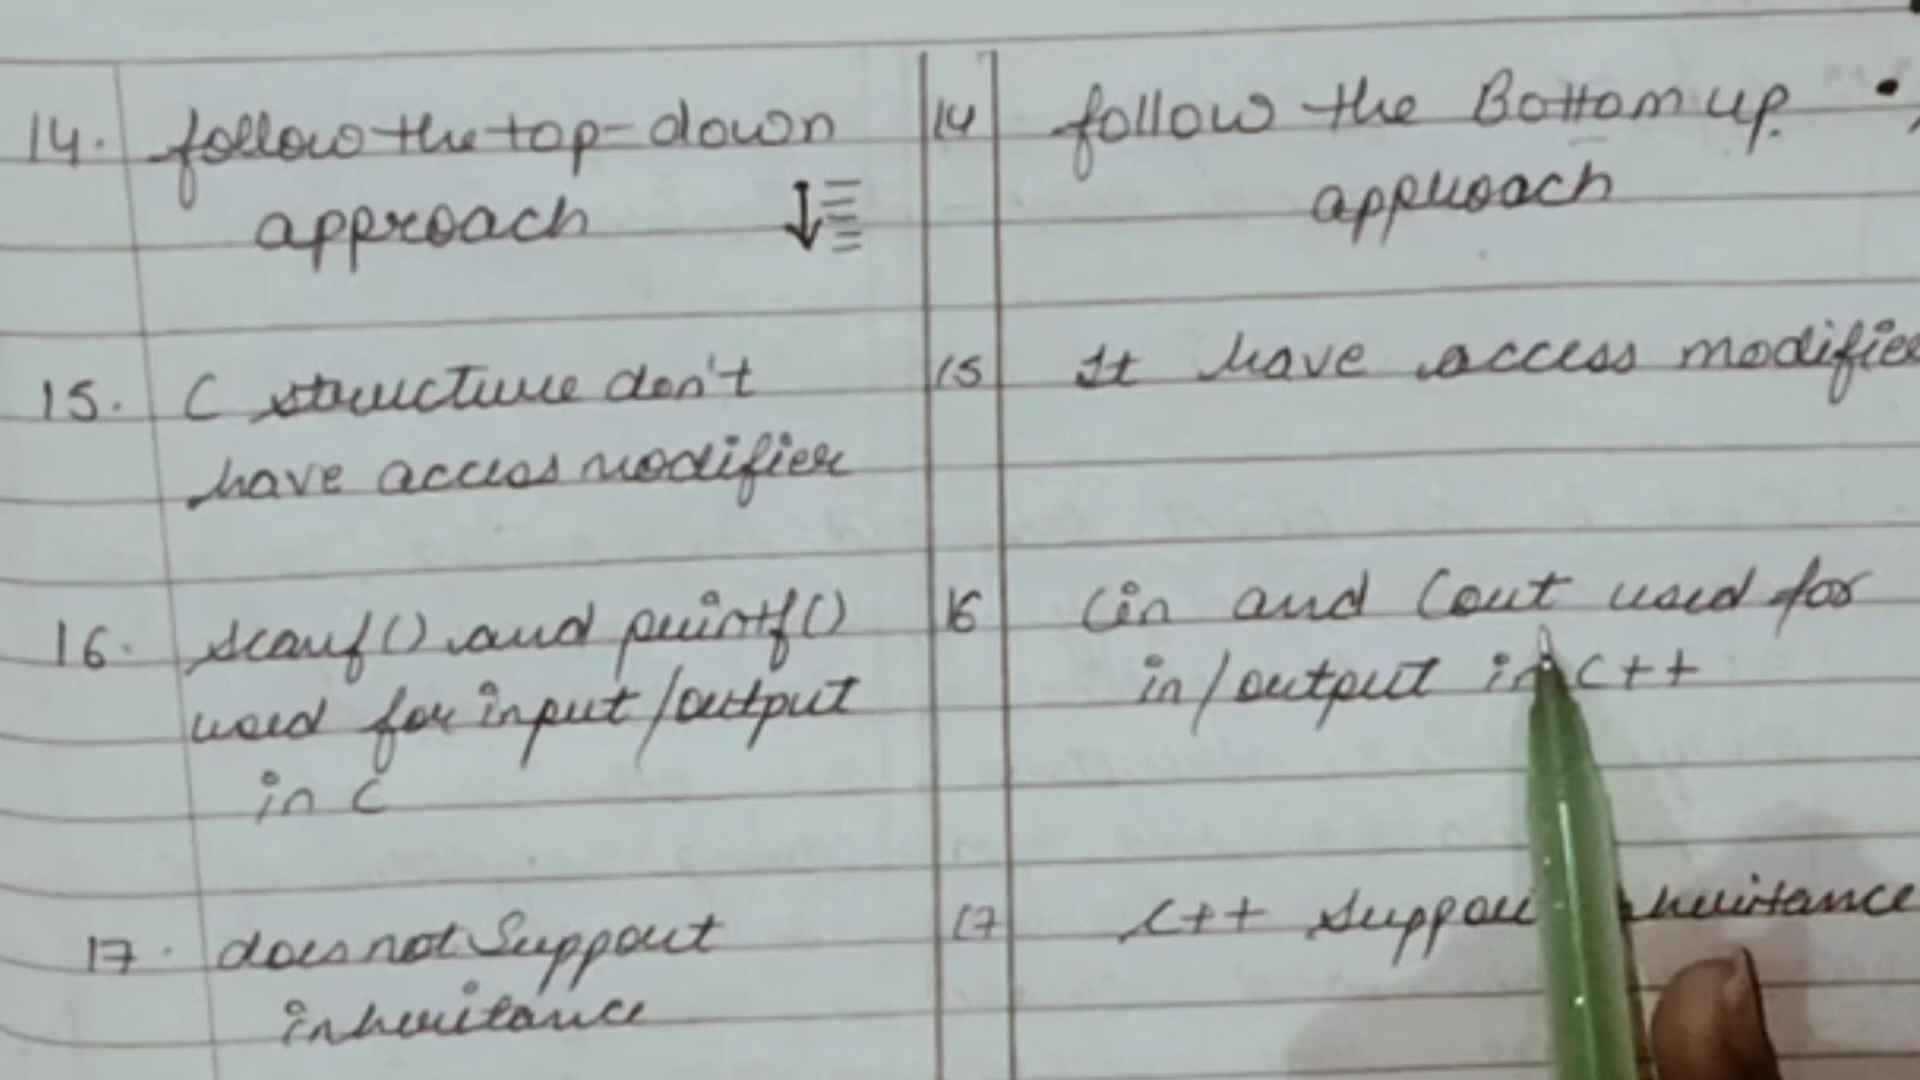 14. follow the top-down
approach
15. C structure don't
have access modifier
16. scanf() and printf()
used for input/output
in C
17. does not Support
inheritance
14 follow the Bottom up.
approach
15 It have access modifier
16 Cin and Cout used for
in/output in C++
17 C++ Support inheritance